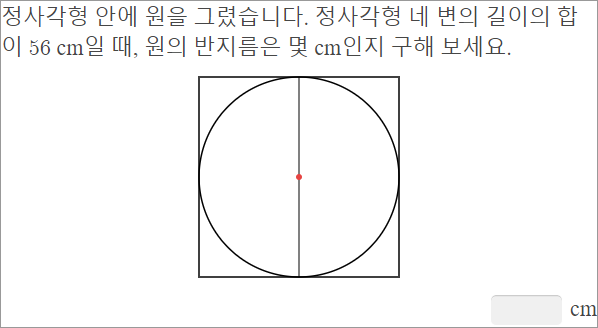 정사각형 안에 원을 그렸습니다. 정사각형 네 변의 길이의 합
이 56 cm일 때, 원의 반지름은 몇 cm인지 구해 보세요.
cm